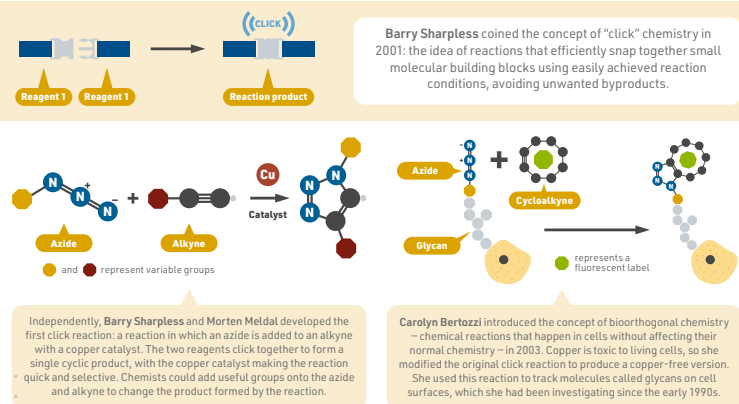 ((CLICK))
Reagent 1
Reagent 1
Reaction product
Barry Sharpless coined the concept of “click” chemistry in
2001: the idea of reactions that efficiently snap together small
molecular building blocks using easily achieved reaction
conditions, avoiding unwanted byproducts.
N
+
N
–
N
+
Cu
Catalyst
N
N
N
Azide
Alkyne
and
represent variable groups
–
N
+
N
N
Azide
+
Cycloalkyne
Glycan
N
N
N
represents a
fluorescent label
Independently, Barry Sharpless and Morten Meldal developed the
first click reaction: a reaction in which an azide is added to an alkyne
with a copper catalyst. The two reagents click together to form a
single cyclic product, with the copper catalyst making the reaction
quick and selective. Chemists could add useful groups onto the azide
and alkyne to change the product formed by the reaction.
Carolyn Bertozzi introduced the concept of bioorthogonal chemistry
– chemical reactions that happen in cells without affecting their
normal chemistry – in 2003. Copper is toxic to living cells, so she
modified the original click reaction to produce a copper-free version.
She used this reaction to track molecules called glycans on cell
surfaces, which she had been investigating since the early 1990s.